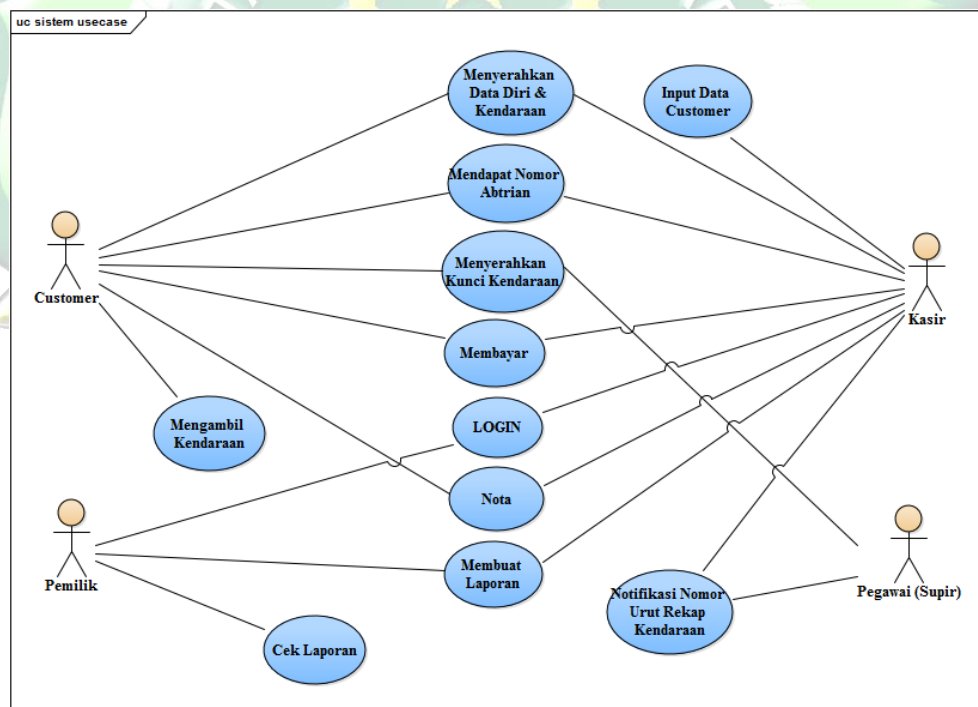 uc sistem usecase
Menyerahkan
Data Diri &
Kendaraan
Input Data
Customer
Mendapat Nomor
Abtrian
Menyerahkan
Kunci Kendaraan
Customer
Kasir
Membayar
Mengambil
Kendaraan
LOGIN
Nota
Pemilik
Membuat
Laporan
Pegawai (Supir)
Notifikasi Nomor
Urut Rekap
Kendaraan
Cek Laporan